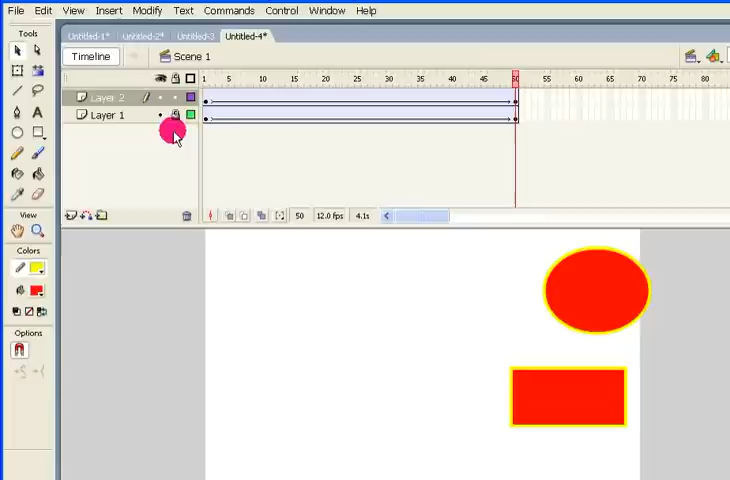 File Edit View Insert Modify Text Commands Control Window Help
Tools
Untitled-1* Untitled-2* Untitled-3 Untitled-4*
Timeline Scene 1
1 5 10 15 20 25 30 35 40 45 50 55 60 65 70 75 80
Layer 2
Layer 1
50 12.0 fps 4.1s
View
Colors
Options